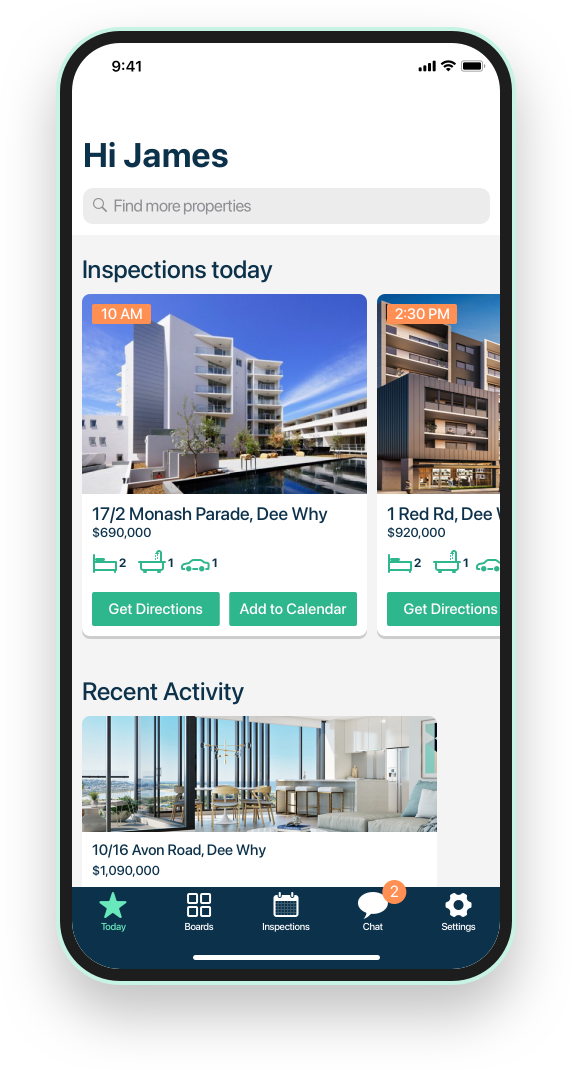 9:41
Hi James
Find more properties
Inspections today
10 AM
2:30 PM
17/2 Monash Parade, Dee Why
$690,000
2 1 1
Get Directions
Add to Calendar
1 Red Rd, Dee
$920,000
2 1
Get Directions
Recent Activity
10/16 Avon Road, Dee Why
$1,090,000
2
Today
Boards
Inspections
Chat
Settings